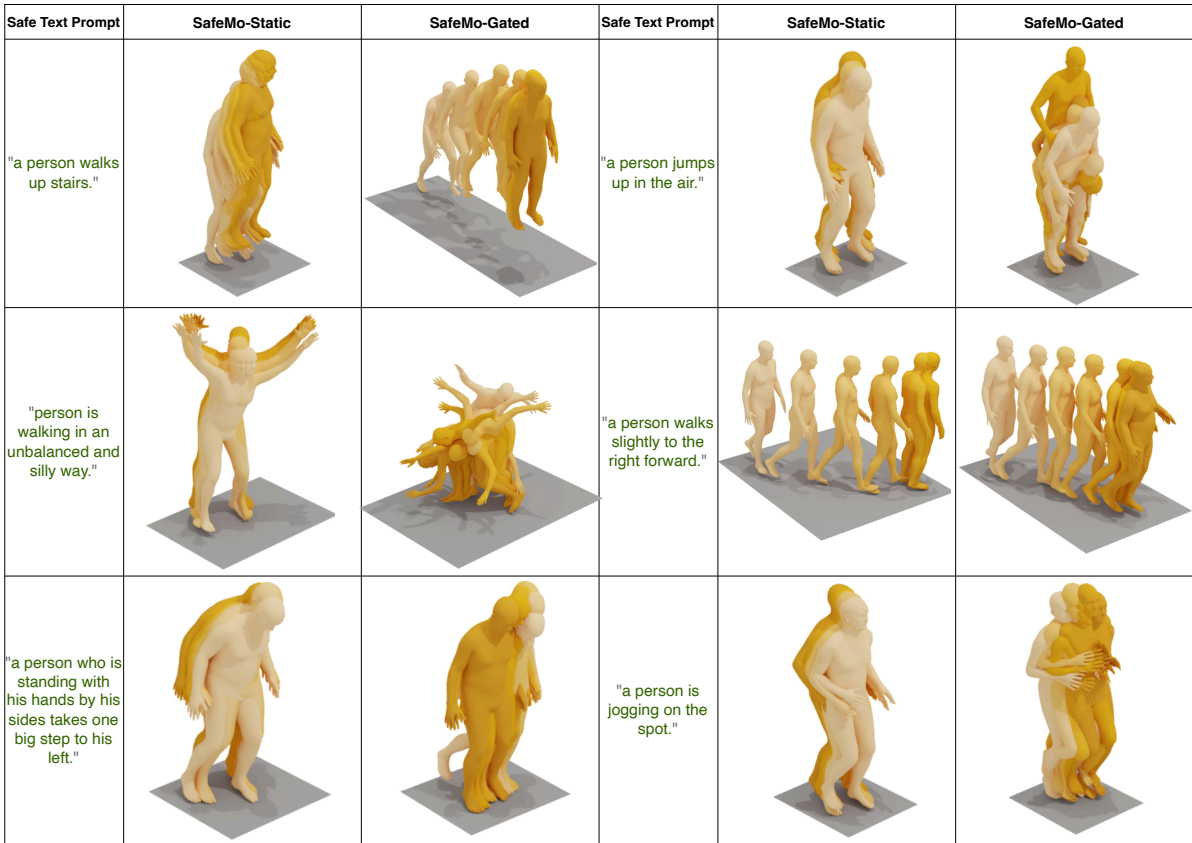 Safe Text Prompt
SafeMo-Static
SafeMo-Gated
Safe Text Prompt
SafeMo-Static
SafeMo-Gated
"a person walks
up stairs."
"a person jumps
up in the air."
"person is
walking in an
unbalanced and
silly way."
"a person walks
slightly to the
right forward."
"a person who is
standing with
his hands by his
sides takes one
big step to his
left."
"a person is
jogging on the
spot."